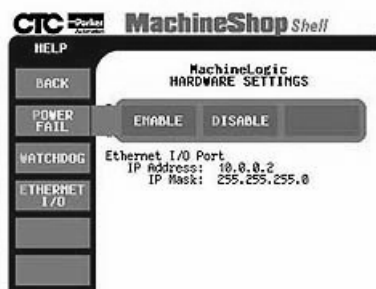 CTC Parker Automation MachineShop Shell
HELP
BACK
MachineLogic
HARDWARE SETTINGS
POWER FAIL
ENABLE DISABLE
WATCHDOG
Ethernet I/O Port
IP Address: 10.0.0.2
IP Mask: 255.255.255.0
ETHERNET I/O